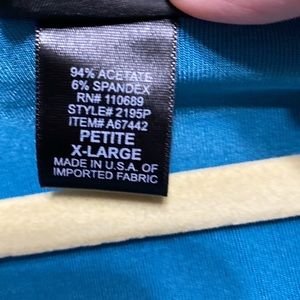 94% ACETATE
6% SPANDEX
RN# 110689
STYLE# 2195P
ITEM# A67442
PETITE
X-LARGE
MADE IN U.S.A. OF
IMPORTED FABRIC